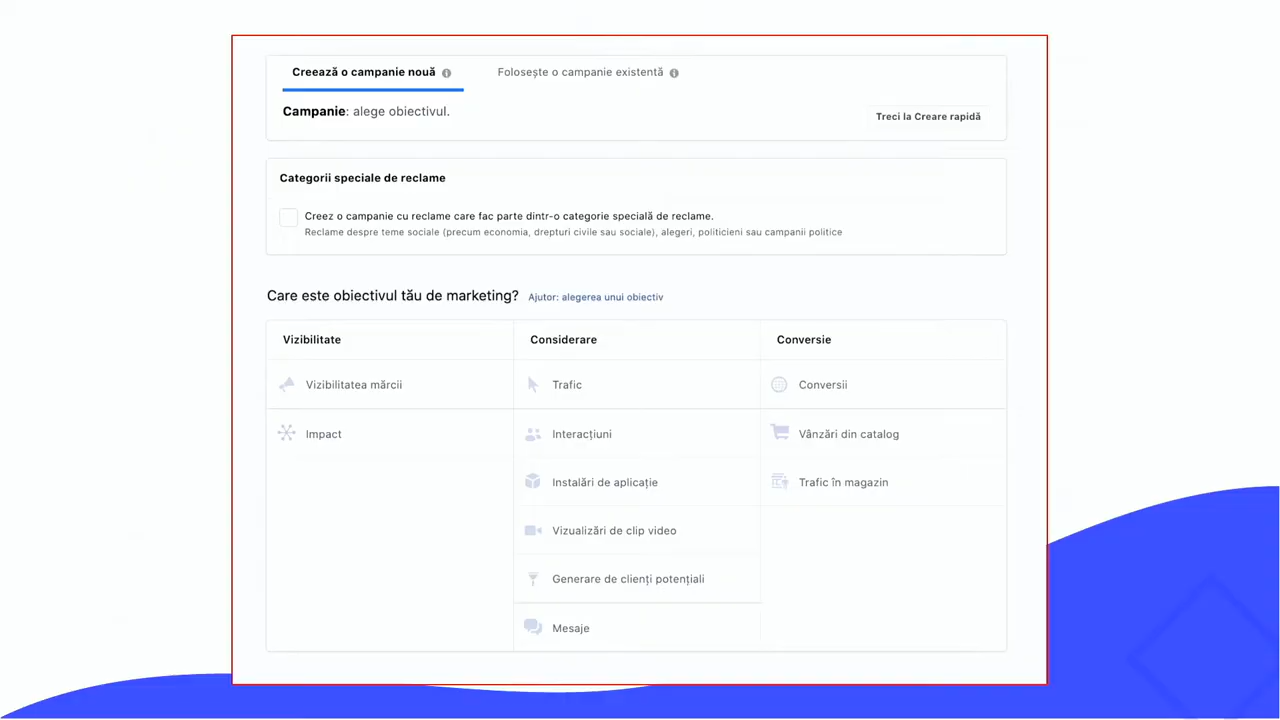 Creează o campanie nouă
Folosește o campanie existentă
Campanie: alege obiectivul.
Treci la Creare rapidă
Categorii speciale de reclame
Creez o campanie cu reclame care fac parte dintr-o categorie specială de reclame.
Reclame despre teme sociale (precum economia, drepturi civile sau sociale), alegeri, politicieni sau campanii politice
Care este obiectivul tău de marketing? Ajutor: alegerea unui obiectiv
Vizibilitate
Considerare
Conversie
Vizibilitatea mărcii
Trafic
Conversii
Impact
Interacțiuni
Vânzări din catalog
Instalări de aplicație
Trafic în magazin
Vizualizări de clip video
Generare de clienți potențiali
Mesaje